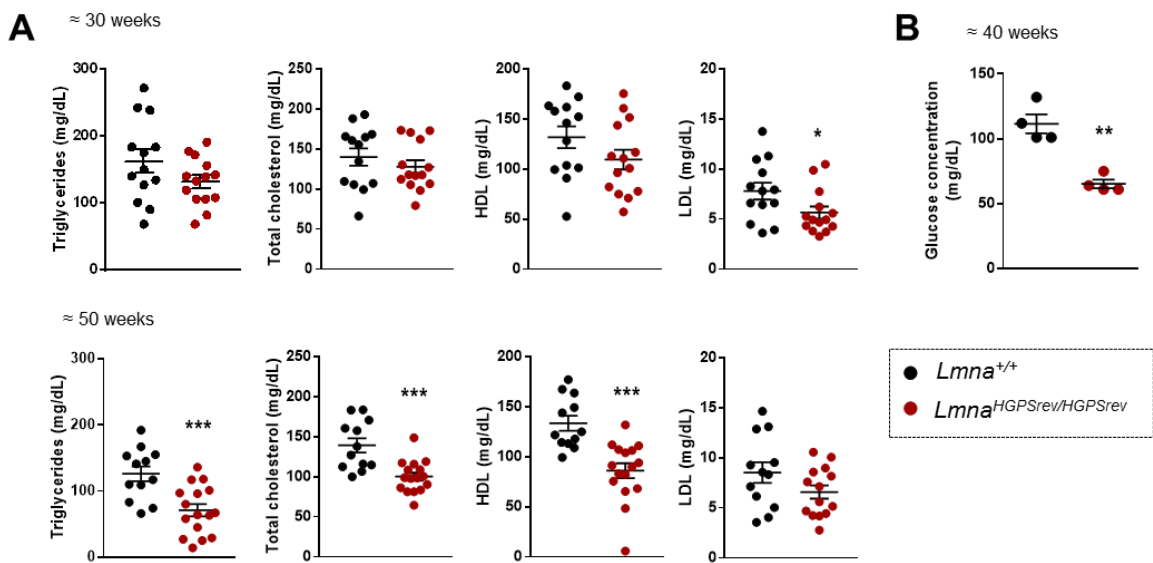 A
≈ 30 weeks
Triglycerides (mg/dL)
300
200
100
0
Total cholesterol (mg/dL)
250
200
150
100
50
0
HDL (mg/dL)
200
150
100
50
0
LDL (mg/dL)
20
15
10
5
0
*
B
≈ 40 weeks
Glucose concentration
(mg/dL)
150
100
50
0
**
≈ 50 weeks
Triglycerides (mg/dL)
300
200
100
0
***
Total cholesterol (mg/dL)
250
200
150
100
50
0
***
HDL (mg/dL)
200
150
100
50
0
***
LDL (mg/dL)
20
15
10
5
0
Lmna+/+
LmnaHGPSrev/HGPSrev